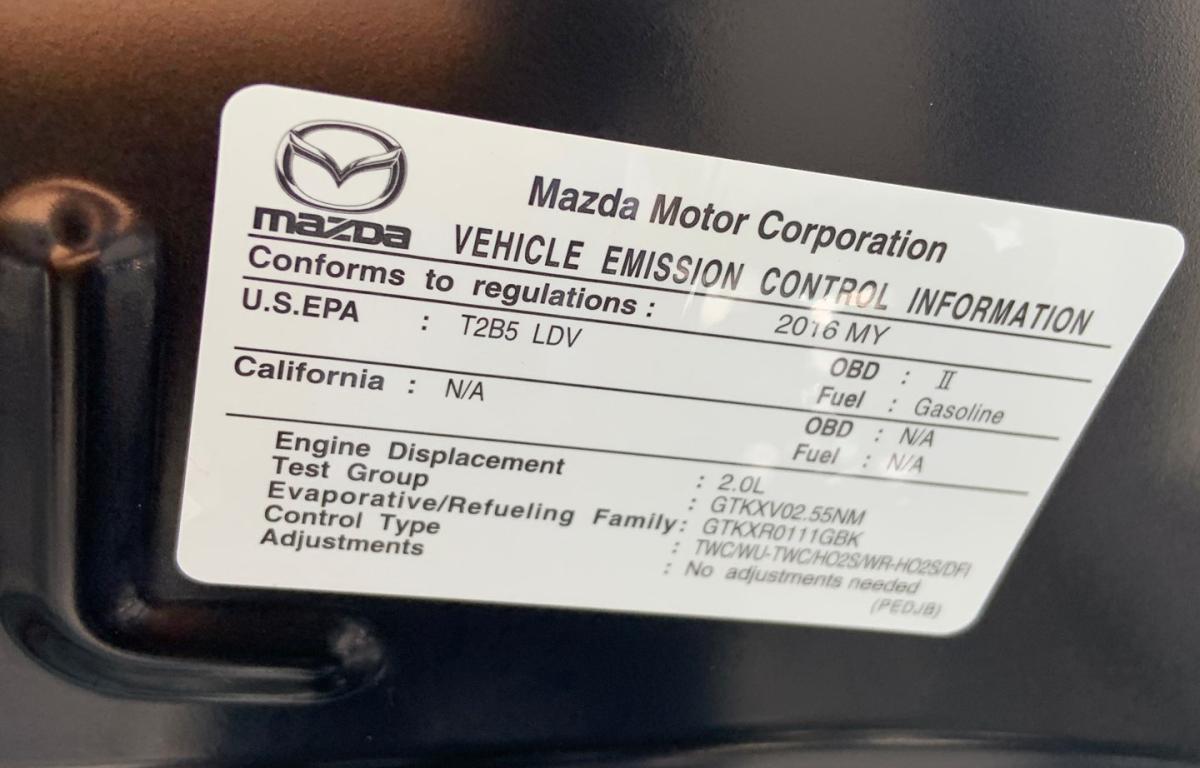 mazda
Mazda Motor Corporation
VEHICLE EMISSION CONTROL INFORMATION
Conforms to regulations : 2016 MY
U.S.EPA : T2B5 LDV OBD : II
Fuel : Gasoline
California : N/A OBD : N/A
Fuel : N/A
Engine Displacement : 2.0L
Test Group : GTKXV02.55NM
Evaporative/Refueling Family : GTKXR0111GBK
Control Type : TWC/WU-TWC/HO2S/WR-HO2S/DFI
Adjustments : No adjustments needed
(PEDJB)